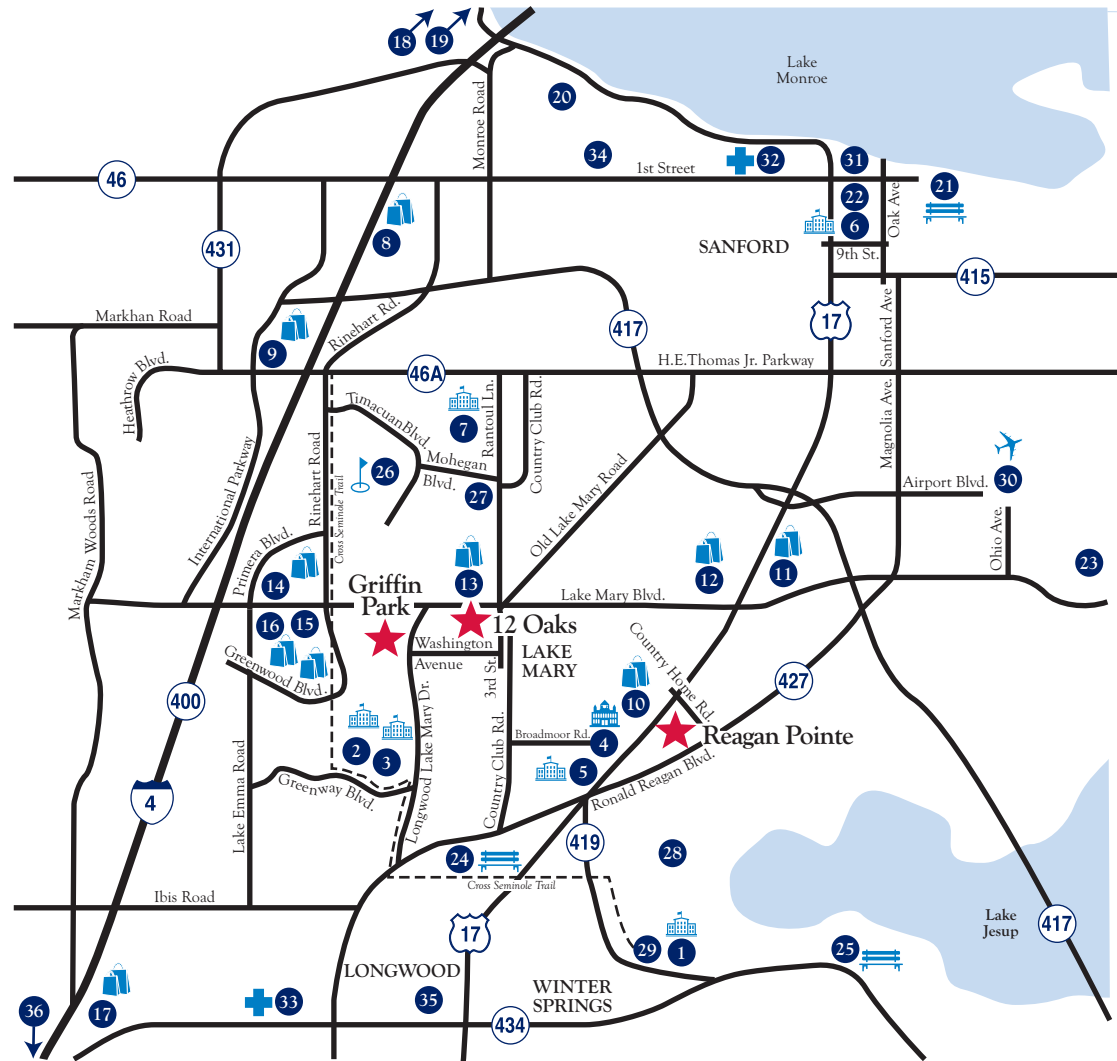 18
19
Lake
Monroe
20
Monroe Road
34
32
31
1st Street
46
21
22
Oak Ave
8
6
SANFORD
9th St.
431
415
Markhan Road
Rinehart Rd.
417
17
Sanford Ave
9
H.E.Thomas Jr. Parkway
46A
Heathrow Blvd.
Timacuan Blvd.
7
Rantoul Ln.
Country Club Rd.
Magnolia Ave.
Mohegan
Blvd.
26
27
Rinehart Road
Cross Seminole Trail
International Parkway
Markham Woods Road
Old Lake Mary Road
Airport Blvd.
30
Ohio Ave.
Primera Blvd.
14
13
12
11
23
Griffin
Park
Lake Mary Blvd.
16
15
12 Oaks
LAKE
MARY
Washington
Avenue
3rd St.
Greenwood Blvd.
Country Home Rd.
427
10
400
Longwood Lake Mary Dr.
Country Club Rd.
Broadmoor Rd.
4
Reagan Pointe
2
3
5
Ronald Reagan Blvd.
Greenway Blvd.
4
Lake Emma Road
419
24
28
Cross Seminole Trail
Ibis Road
17
Lake
Jesup
417
29
1
25
LONGWOOD
WINTER
SPRINGS
36
17
33
35
434